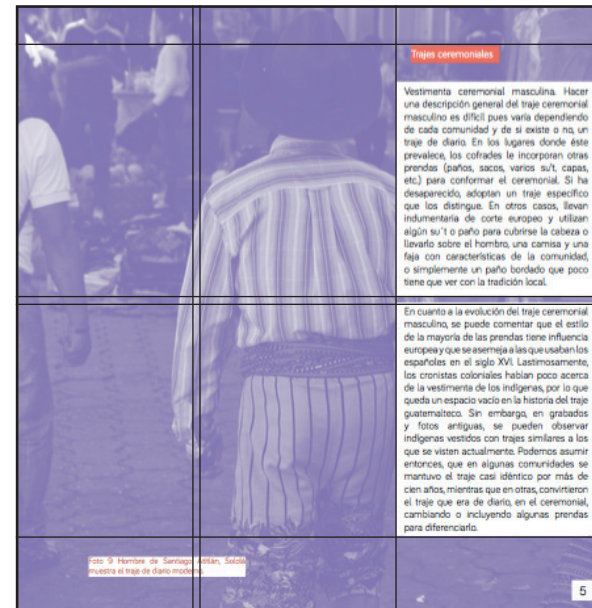 Trajes ceremoniales
Vestimenta ceremonial masculina. Hacer
una descripción general del traje ceremonial
masculino es difícil pues varía dependiendo
de cada comunidad y de si existe o no, un
traje de diario. En los lugares donde éste
prevalece, los cofrades le incorporan otras
prendas (paños, sacos, varios su't, capas,
etc.) para conformar el ceremonial. Si ha
desaparecido, adoptan un traje específico
que los distingue. En otros casos, llevan
indumentaria de corte europeo y utilizan
algún su't o paño para cubrirse la cabeza o
llevarlo sobre el hombro, una camisa y una
faja con características de la comunidad,
o simplemente un paño bordado que poco
tiene que ver con la tradición local.
En cuanto a la evolución del traje ceremonial
masculino, se puede comentar que el estilo
de la mayoría de las prendas tiene influencia
europea y que se asemeja a las que usaban los
españoles en el siglo XVI. Lastimosamente,
los cronistas coloniales hablan poco acerca
de la vestimenta de los indígenas, por lo que
queda un espacio vacío en la historia del traje
guatemalteco. Sin embargo, en grabados
y fotos antiguas, se pueden observar
indígenas vestidos con trajes similares a los
que se visten actualmente. Podemos asumir
entonces, que en algunas comunidades se
mantuvo el traje casi idéntico por más de
cien años, mientras que en otras, convirtieron
el traje que era de diario, en el ceremonial,
cambiando o incluyendo algunas prendas
para diferenciarlo.
Foto 9 Hombre de Santiago Atitlán, Sololá
muestra el traje de diario moderno.
5